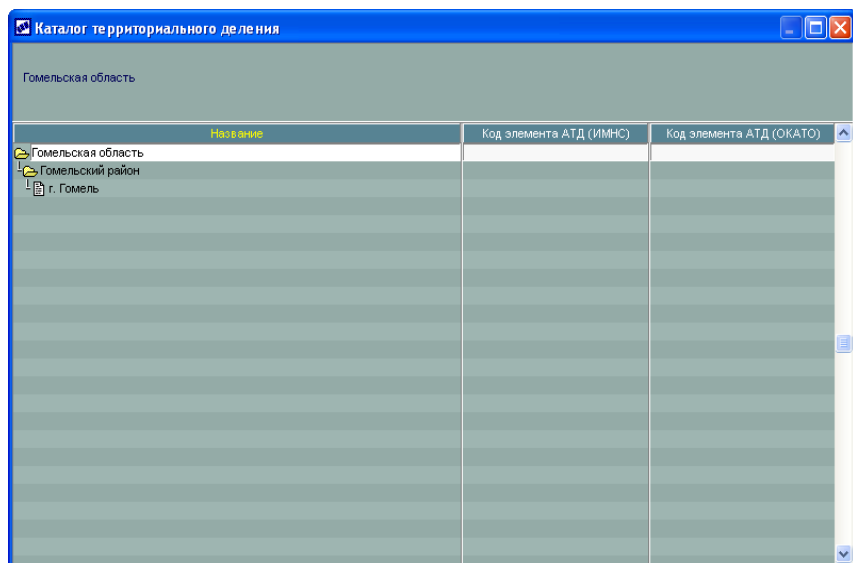 Каталог территориального деления
Гомельская область
Название Код элемента АТД (ИМНС) Код элемента АТД (ОКАТО)
Гомельская область
Гомельский район
г. Гомель